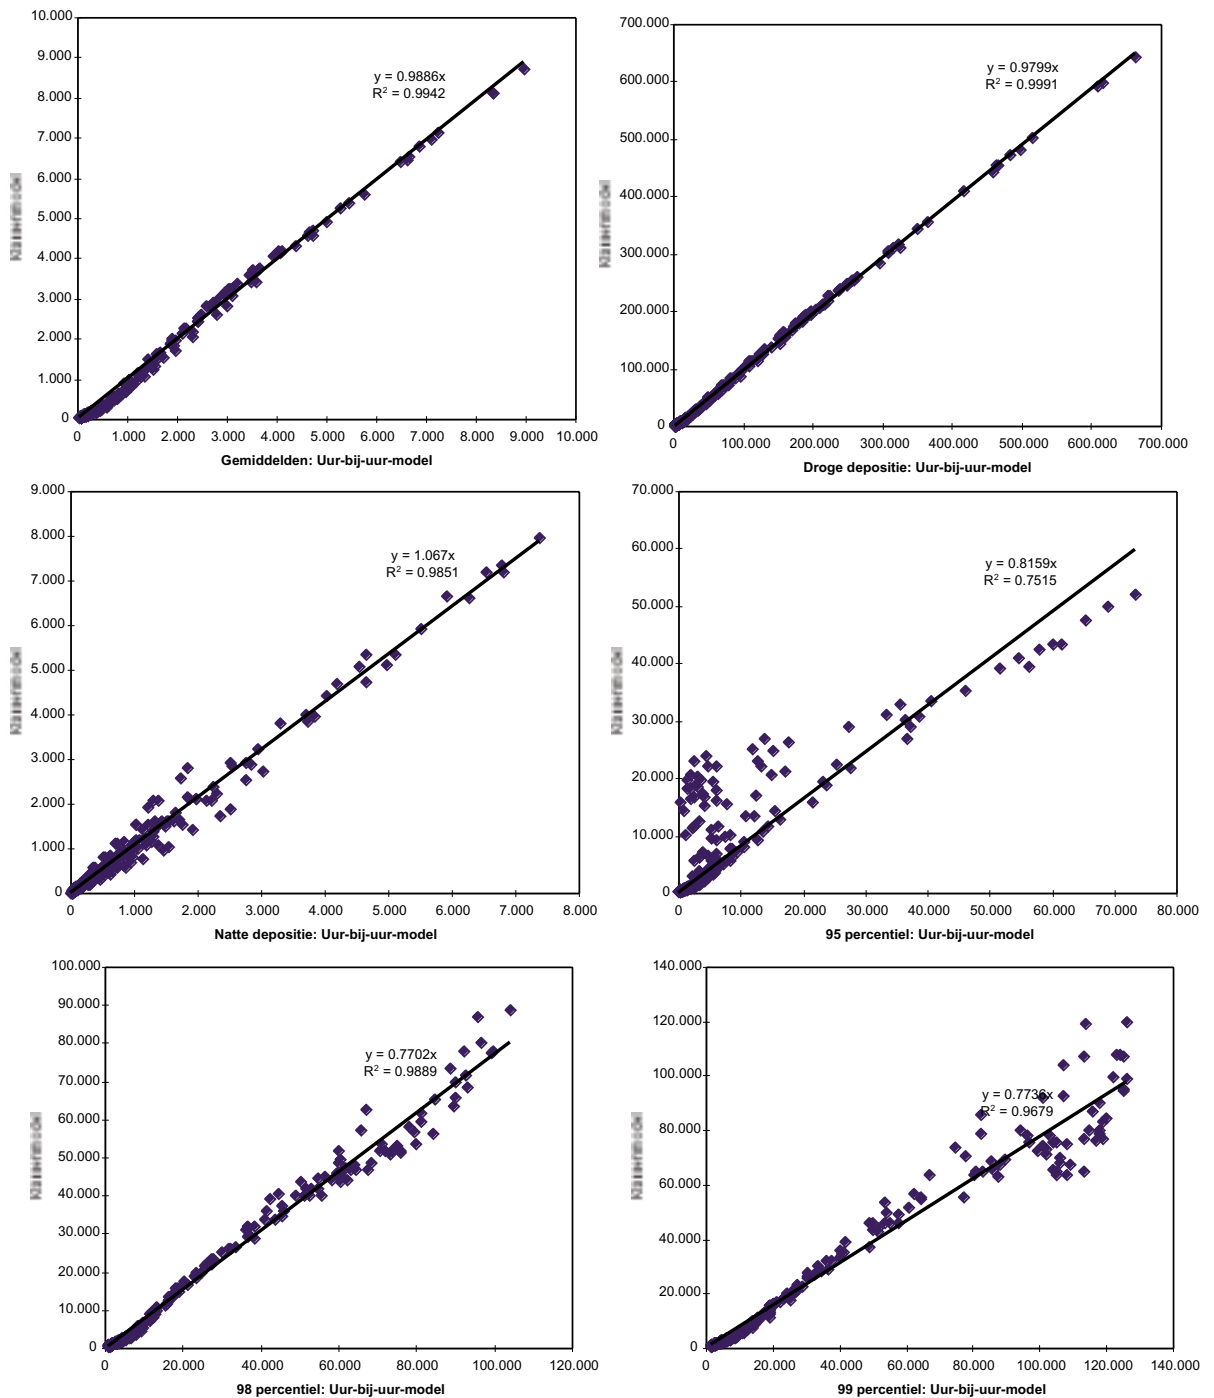 10.000
9.000
8.000
7.000
6.000
5.000
4.000
3.000
2.000
1.000
0
y = 0.9886x
R² = 0.9942
0 1.000 2.000 3.000 4.000 5.000 6.000 7.000 8.000 9.000 10.000
Gemiddelden: Uur-bij-uur-model
700.000
600.000
500.000
400.000
300.000
200.000
100.000
0
y = 0.9799x
R² = 0.9991
0 100.000 200.000 300.000 400.000 500.000 600.000 700.000
Droge depositie: Uur-bij-uur-model
9.000
8.000
7.000
6.000
5.000
4.000
3.000
2.000
1.000
0
y = 1.067x
R² = 0.9851
0 1.000 2.000 3.000 4.000 5.000 6.000 7.000 8.000
Natte depositie: Uur-bij-uur-model
70.000
60.000
50.000
40.000
30.000
20.000
10.000
0
y = 0.8159x
R² = 0.7515
0 10.000 20.000 30.000 40.000 50.000 60.000 70.000 80.000
95 percentiel: Uur-bij-uur-model
100.000
90.000
80.000
70.000
60.000
50.000
40.000
30.000
20.000
10.000
0
y = 0.7702x
R² = 0.9889
0 20.000 40.000 60.000 80.000 100.000 120.000
98 percentiel: Uur-bij-uur-model
140.000
120.000
100.000
80.000
60.000
40.000
20.000
0
y = 0.7736x
R² = 0.9679
0 20.000 40.000 60.000 80.000 100.000 120.000 140.000
99 percentiel: Uur-bij-uur-model